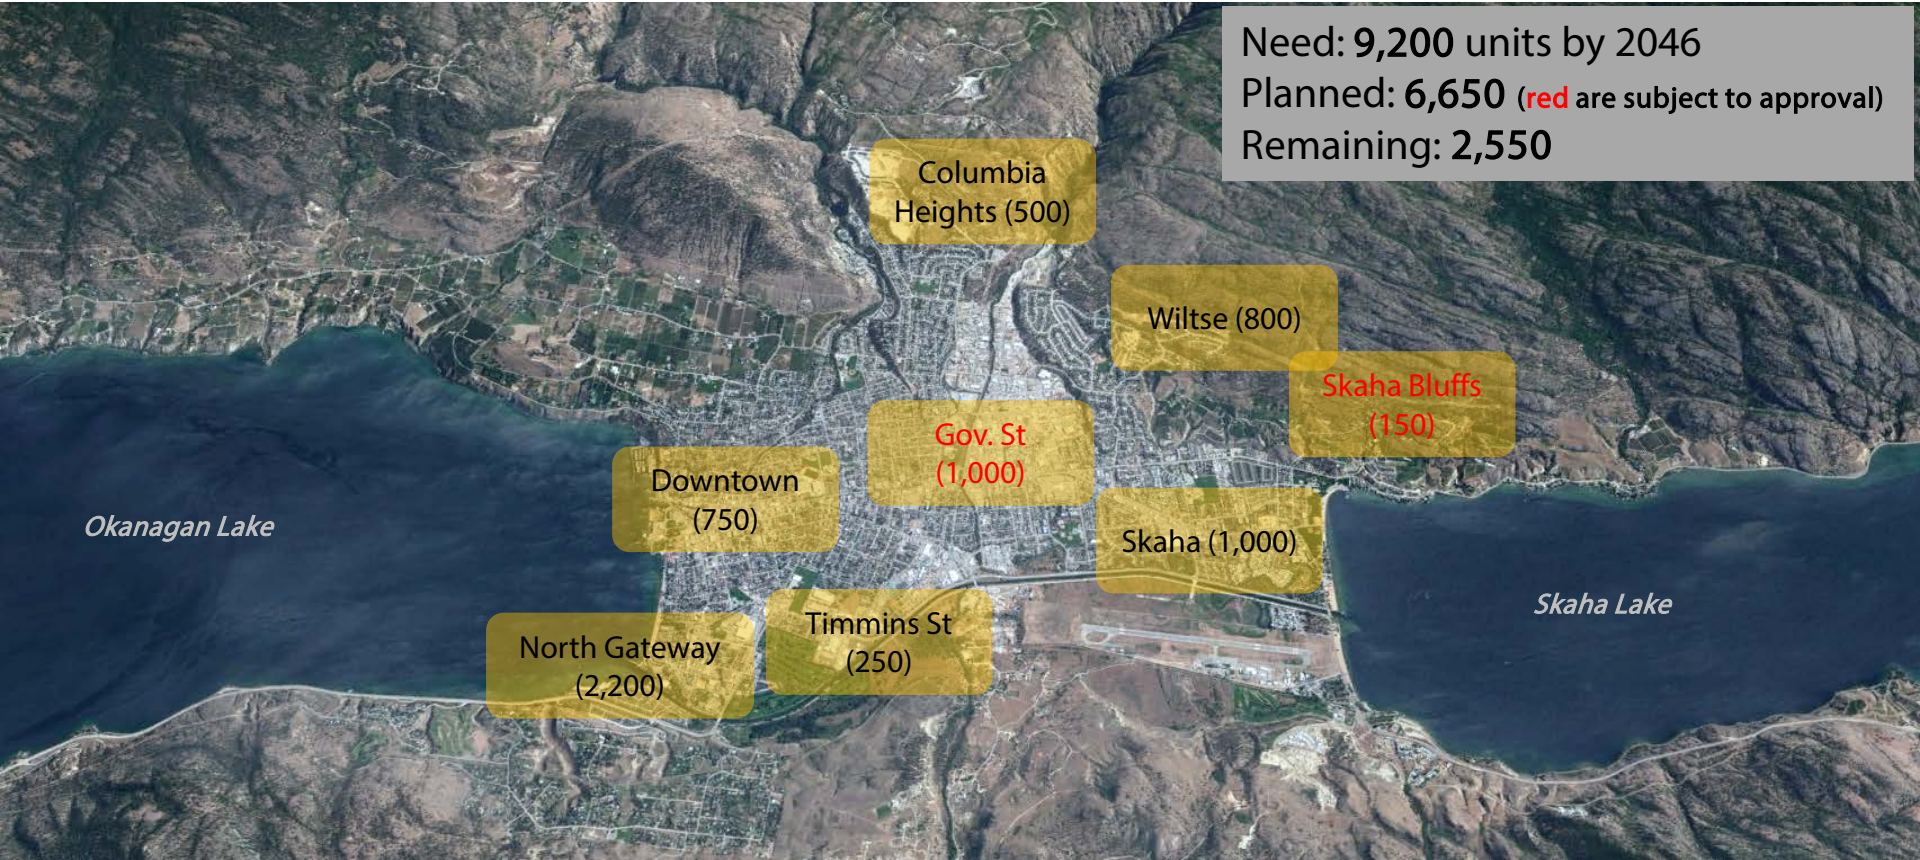 Need: 9,200 units by 2046
Planned: 6,650 (red are subject to approval)
Remaining: 2,550
Columbia
Heights (500)
Wiltse (800)
Skaha Bluffs
(150)
Gov. St
(1,000)
Downtown
(750)
Okanagan Lake
Skaha (1,000)
Skaha Lake
Timmins St
(250)
North Gateway
(2,200)